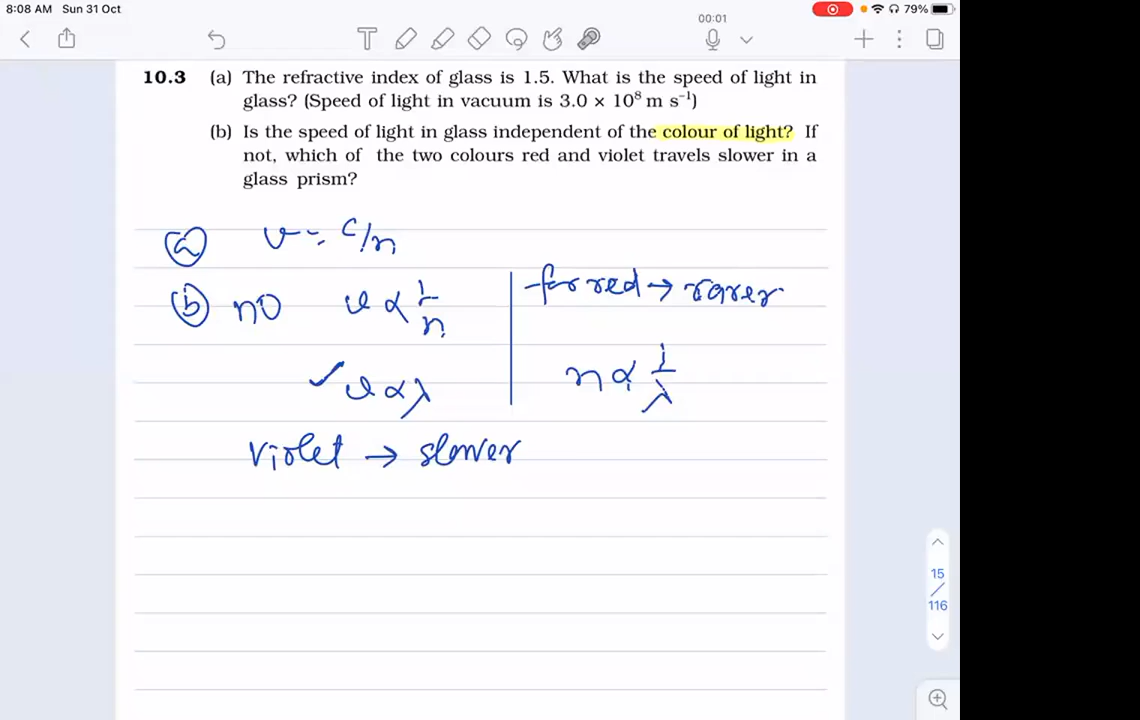 8:08 AM Sun 31 Oct
79%
00:01
10.3 (a) The refractive index of glass is 1.5. What is the speed of light in
glass? (Speed of light in vacuum is 3.0 × 10⁸ m s⁻¹)
(b) Is the speed of light in glass independent of the colour of light? If
not, which of the two colours red and violet travels slower in a
glass prism?
(a) v = c/n
(b) no v ∝ 1/n
for red → rarer
✓ v ∝ λ
n ∝ 1/λ
Violet → slower
15
/
116